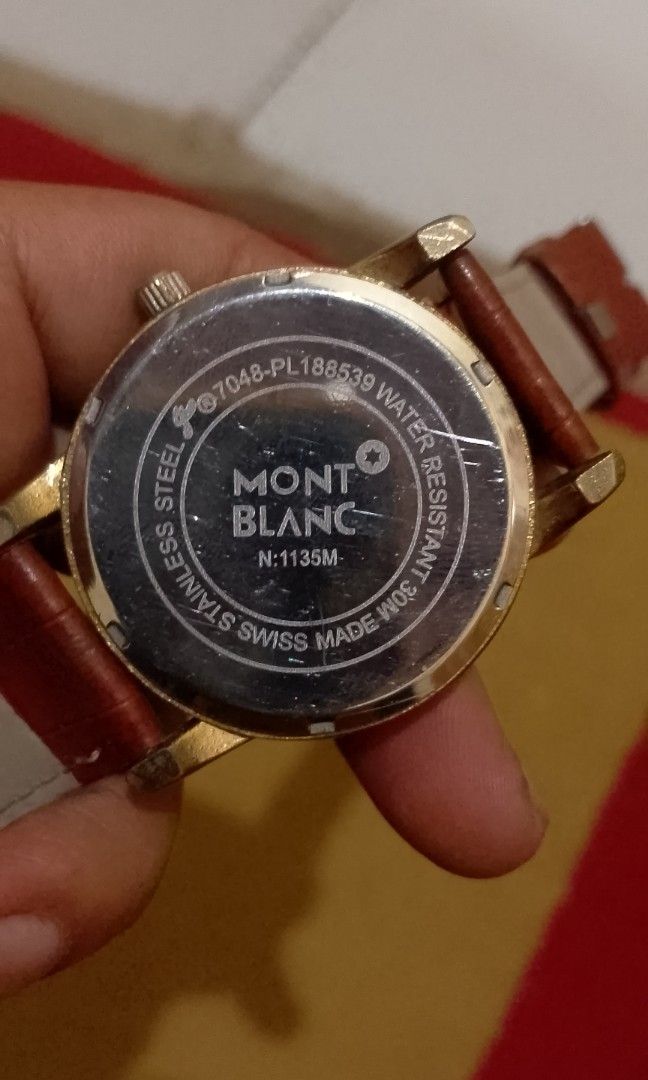 7048-PL188539 WATER RESISTANT 30M SWISS MADE STAINLESS STEEL
MONT
BLANC
N:1135M